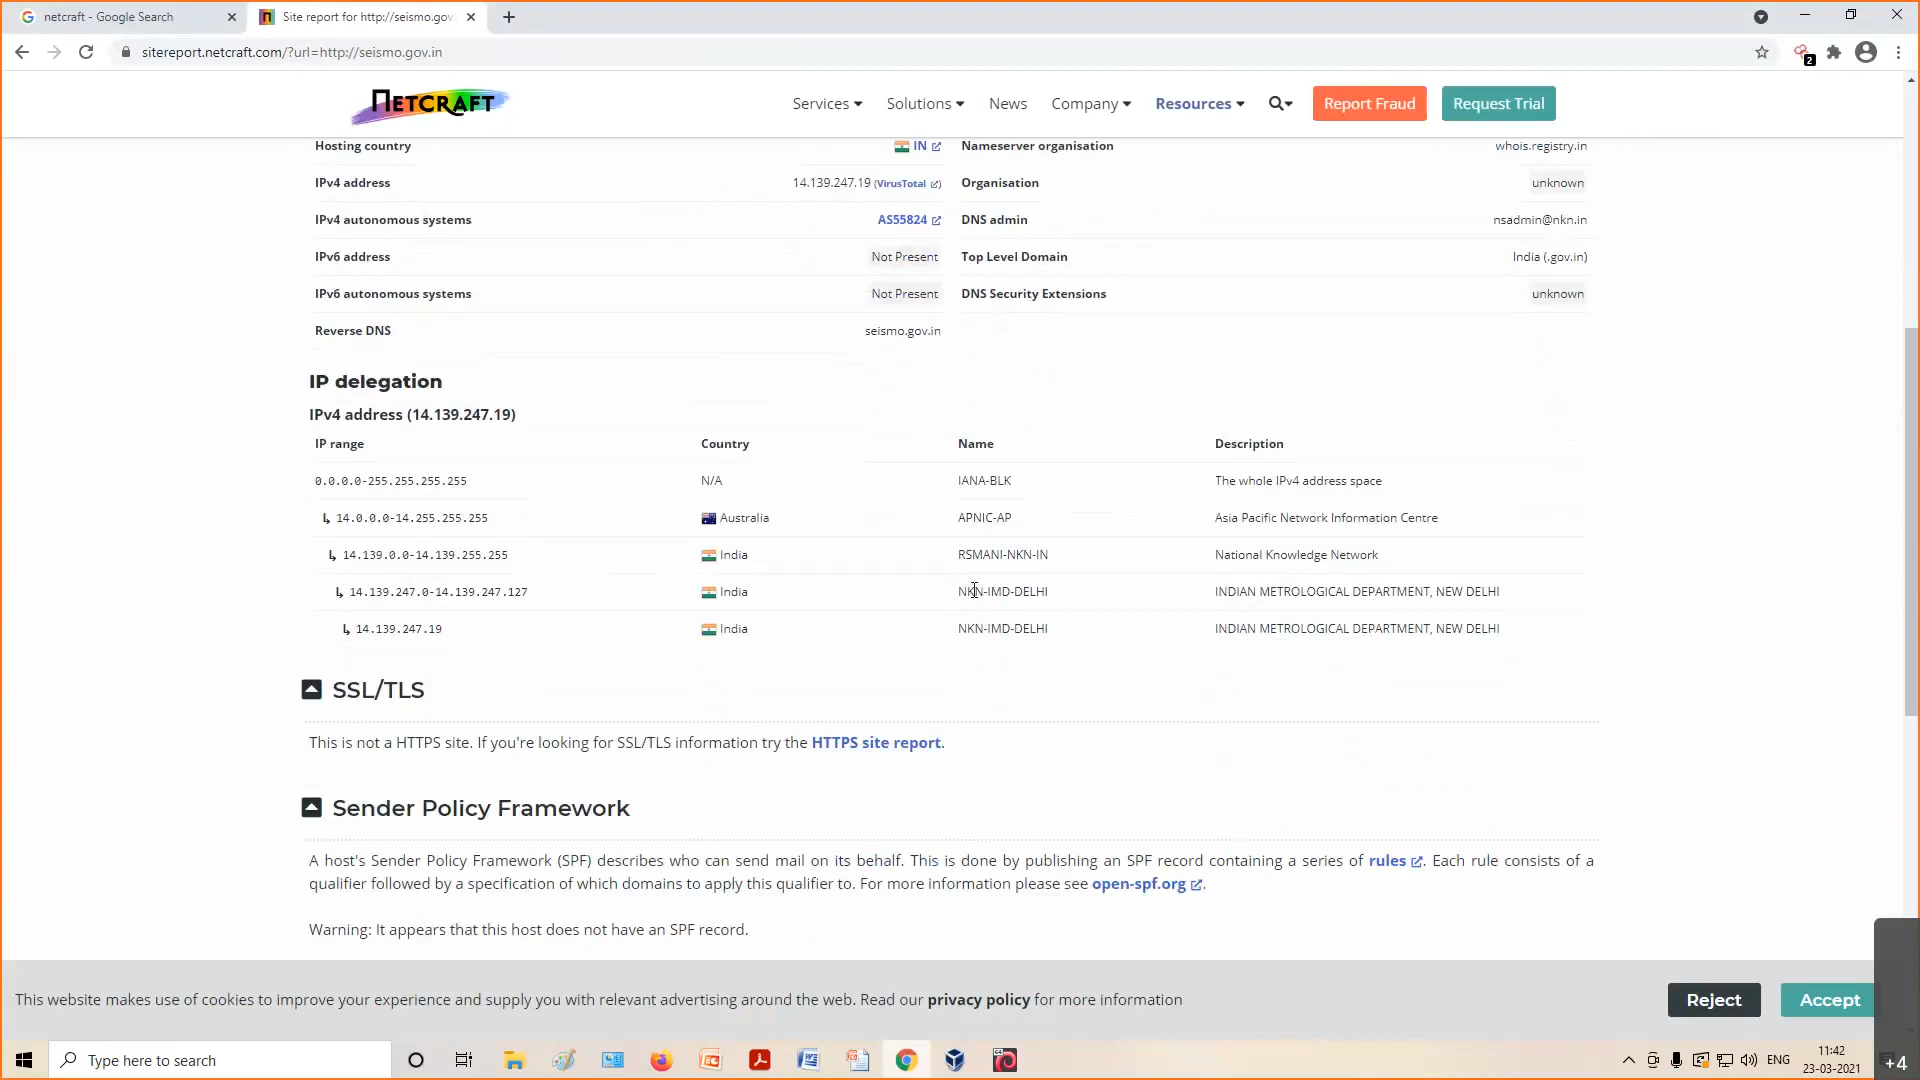 netcraft - Google Search
Site report for http://seismo.gov
sitereport.netcraft.com/?url=http://seismo.gov.in
2
NETCRAFT
Services
Solutions
News
Company
Resources
Report Fraud
Request Trial
Hosting country IN
Nameserver organisation whois.registry.in
IPv4 address 14.139.247.19 (VirusTotal)
Organisation unknown
IPv4 autonomous systems AS55824
DNS admin nsadmin@nkn.in
IPv6 address Not Present
Top Level Domain India (.gov.in)
IPv6 autonomous systems Not Present
DNS Security Extensions unknown
Reverse DNS seismo.gov.in
IP delegation
IPv4 address (14.139.247.19)
IP range Country Name Description
0.0.0.0-255.255.255.255 N/A IANA-BLK The whole IPv4 address space
↳ 14.0.0.0-14.255.255.255 Australia APNIC-AP Asia Pacific Network Information Centre
↳ 14.139.0.0-14.139.255.255 India RSMANI-NKN-IN National Knowledge Network
↳ 14.139.247.0-14.139.247.127 India NKN-IMD-DELHI INDIAN METROLOGICAL DEPARTMENT, NEW DELHI
↳ 14.139.247.19 India NKN-IMD-DELHI INDIAN METROLOGICAL DEPARTMENT, NEW DELHI
SSL/TLS
This is not a HTTPS site. If you're looking for SSL/TLS information try the HTTPS site report.
Sender Policy Framework
A host's Sender Policy Framework (SPF) describes who can send mail on its behalf. This is done by publishing an SPF record containing a series of rules. Each rule consists of a
qualifier followed by a specification of which domains to apply this qualifier to. For more information please see open-spf.org.
Warning: It appears that this host does not have an SPF record.
This website makes use of cookies to improve your experience and supply you with relevant advertising around the web. Read our privacy policy for more information
Reject
Accept
Type here to search
ENG
11:42
23-03-2021
+4